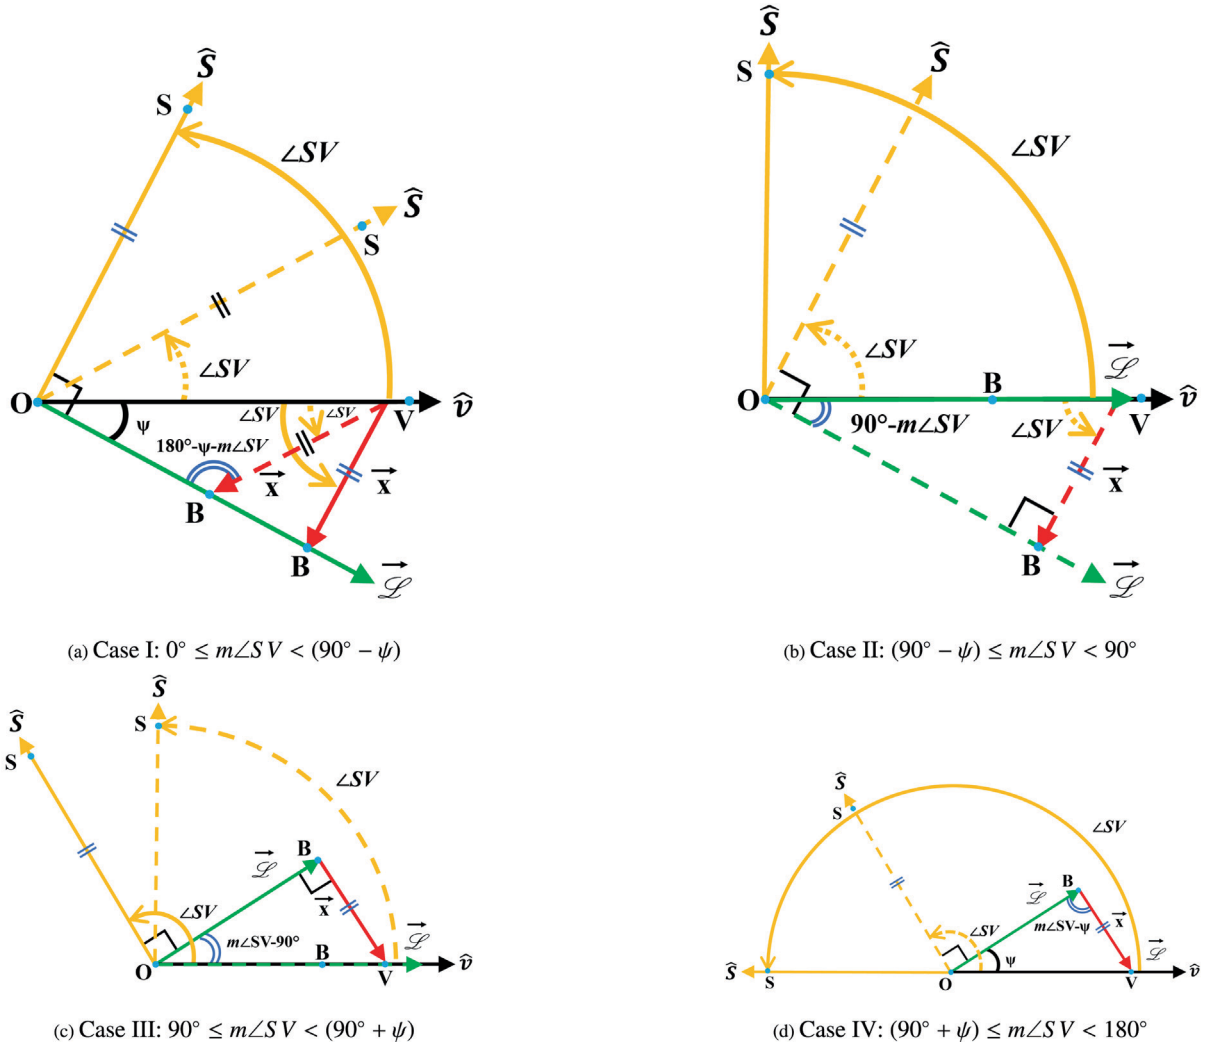 Ŝ
S
∠SV
Ŝ
S
∠SV
O
V
v̂
ψ
∠SV
∠SV
180°-ψ-m∠SV
x⃗
x⃗
B
B
ℒ⃗
(a) Case I: 0° ≤ m∠SV < (90° − ψ)
Ŝ
S
Ŝ
∠SV
∠SV
ℒ⃗
B
O
V
v̂
90°-m∠SV
∠SV
x⃗
B
ℒ⃗
(b) Case II: (90° − ψ) ≤ m∠SV < 90°
Ŝ
Ŝ
S
S
∠SV
B
ℒ⃗
x⃗
∠SV
m∠SV-90°
ℒ⃗
B
O
V
v̂
(c) Case III: 90° ≤ m∠SV < (90° + ψ)
Ŝ
S
∠SV
B
ℒ⃗
x⃗
m∠SV-ψ
∠SV
ℒ⃗
ψ
Ŝ
S
O
V
v̂
(d) Case IV: (90° + ψ) ≤ m∠SV < 180°